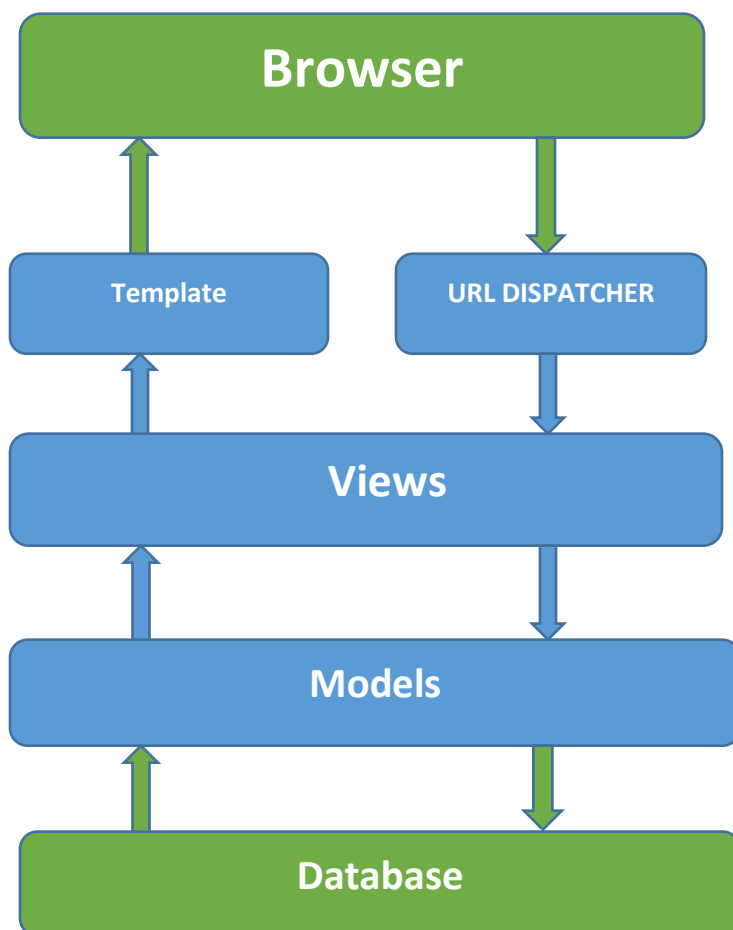 Browser
Template
URL DISPATCHER
Views
Models
Database